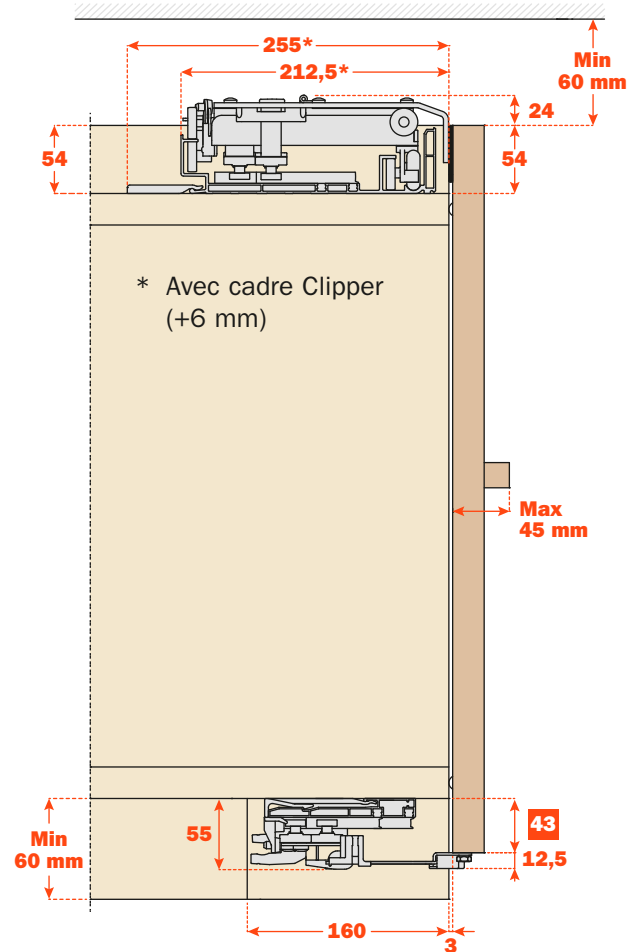 255*
212,5*
Min
60 mm
24
54
54
* Avec cadre Clipper
(+6 mm)
Max
45 mm
Min
60 mm
55
43
12,5
160
3